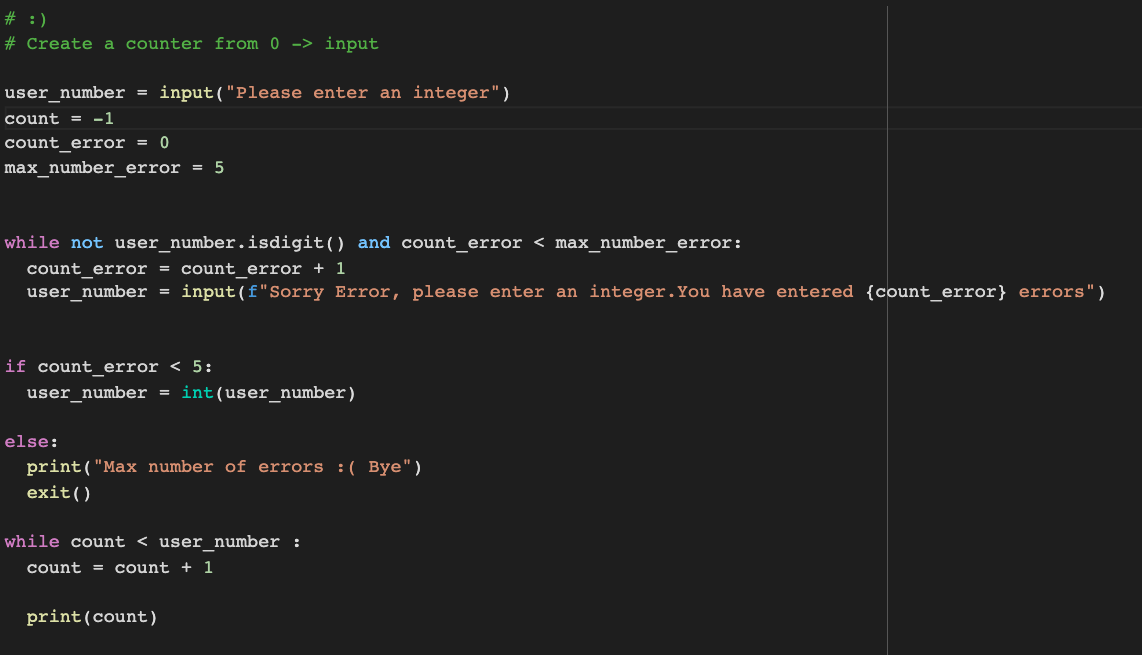 # :)
# Create a counter from 0 -> input
user_number = input("Please enter an integer")
count = -1
count_error = 0
max_number_error = 5
while not user_number.isdigit() and count_error < max_number_error:
  count_error = count_error + 1
  user_number = input(f"Sorry Error, please enter an integer.You have entered {count_error} errors")
if count_error < 5:
  user_number = int(user_number)
else:
  print("Max number of errors :( Bye")
  exit()
while count < user_number :
  count = count + 1
  print(count)